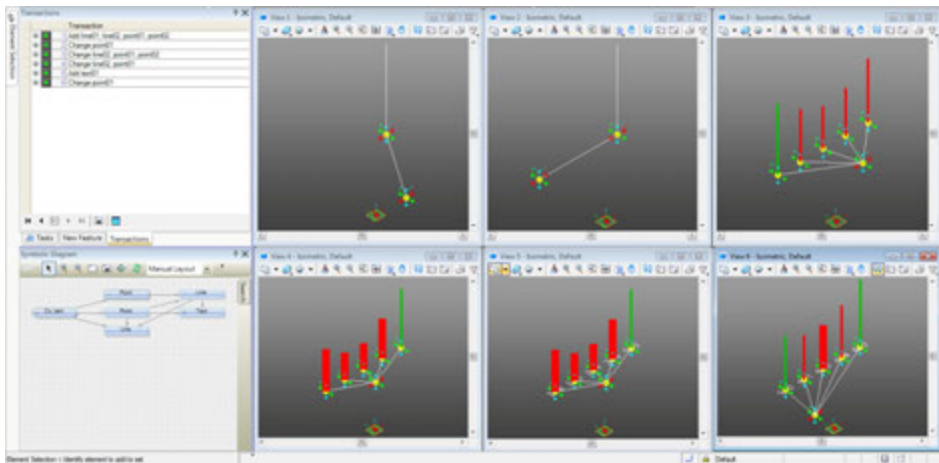 Transactions
Element Selection
Transaction
Add line01, line02, point01, point02
Change point01
Change line02, point01, point02
Change line02, point01
Add text01
Change point01
Tasks
New Feature
Transactions
View 1 - Isometric, Default
View 2 - Isometric, Default
View 3 - Isometric, Default
Symbolic Diagram
Manual Layout
Point
Line
Point
Text
Line
View 4 - Isometric, Default
View 5 - Isometric, Default
View 6 - Isometric, Default
Element Selection > Identify element to add to set
Default